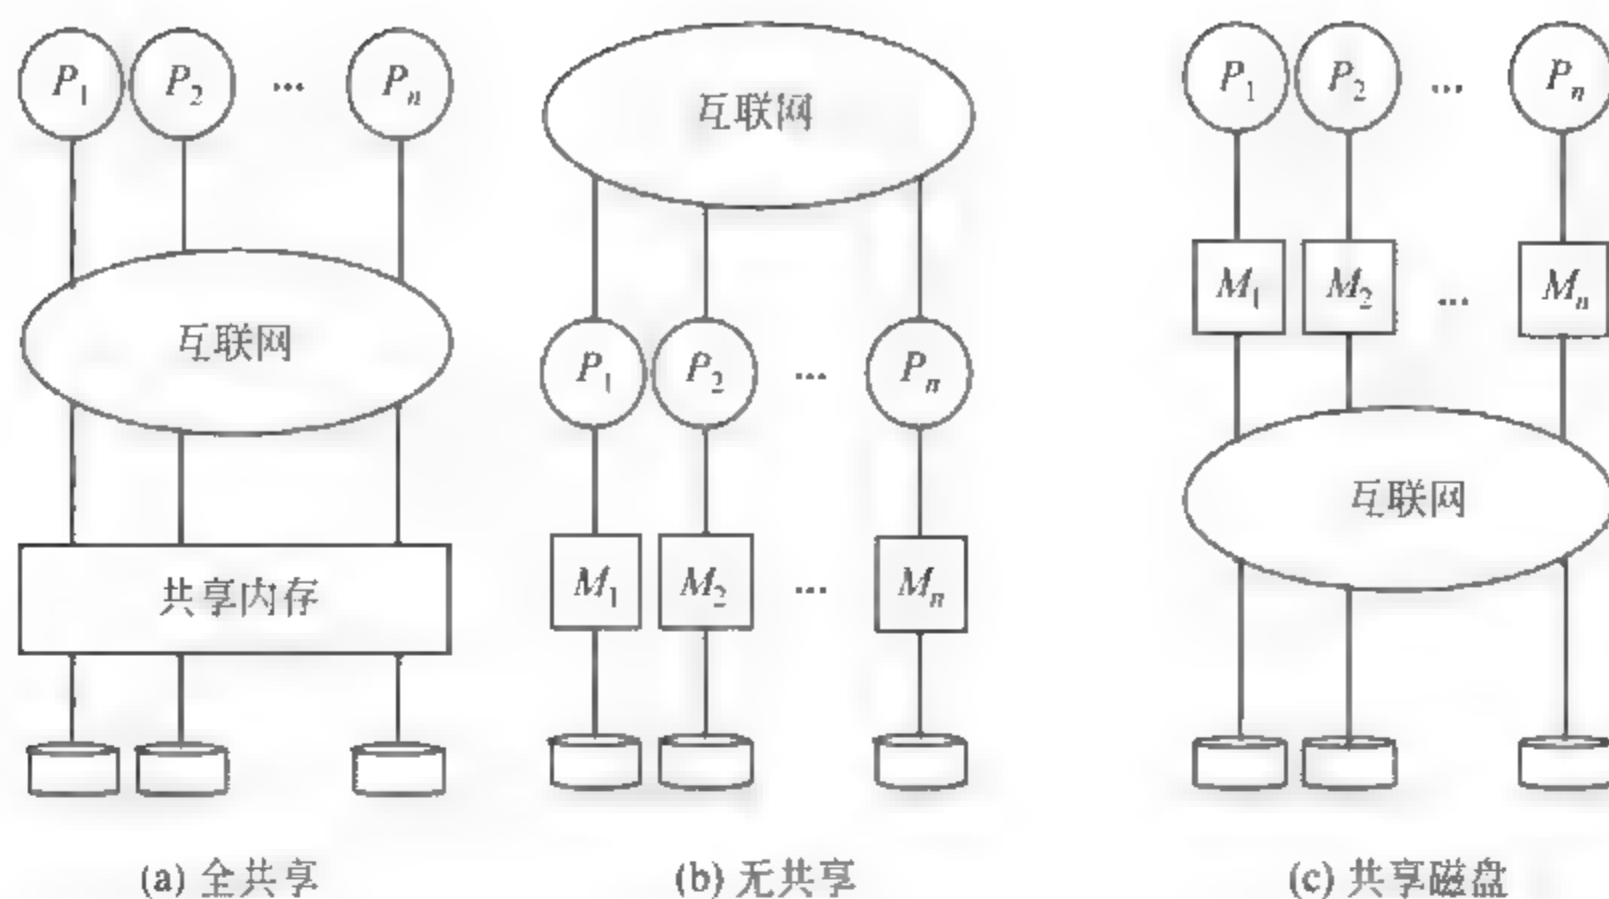 P1 P2 ... Pn
互联网
共享内存
(a) 全共享
互联网
P1 P2 ... Pn
M1 M2 ... Mn
(b) 无共享
P1 P2 ... Pn
M1 M2 ... Mn
互联网
(c) 共享磁盘